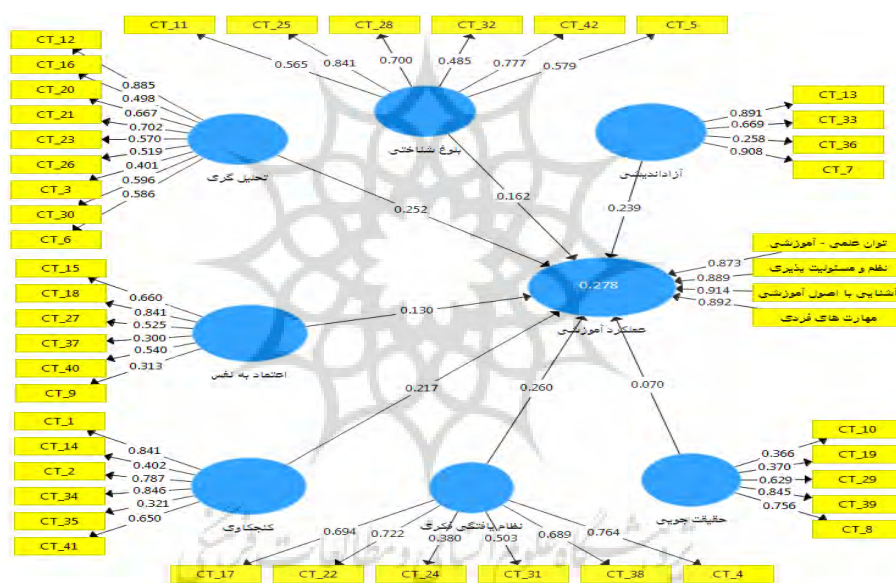 CT_11
CT_25
CT_28
CT_32
CT_42
CT_5
0.565
0.841
0.700
0.485
0.777
0.579
بلوغ شناختی
CT_12
CT_16
CT_20
CT_21
CT_23
CT_26
CT_3
CT_30
CT_6
0.885
0.498
0.667
0.702
0.570
0.519
0.401
0.596
0.586
تحلیل گری
CT_13
CT_33
CT_36
CT_7
0.891
0.669
0.258
0.908
آزاداندیشی
0.252
0.162
0.239
توان علمی - آموزشی
نظم و مسئولیت پذیری
آشنایی با اصول آموزشی
مهارت های فردی
0.873
0.889
0.914
0.892
0.278
عملکرد آموزشی
CT_15
CT_18
CT_27
CT_37
CT_40
CT_9
0.660
0.841
0.525
0.300
0.540
0.313
اعتماد به نفس
0.130
0.217
0.260
0.070
CT_1
CT_14
CT_2
CT_34
CT_35
CT_41
0.841
0.402
0.787
0.846
0.321
0.650
کنجکاوی
نظام یافتگی فکری
0.694
0.722
0.380
0.503
0.689
0.764
CT_17
CT_22
CT_24
CT_31
CT_38
CT_4
حقیقت جویی
0.366
0.370
0.629
0.845
0.756
CT_10
CT_19
CT_29
CT_39
CT_8